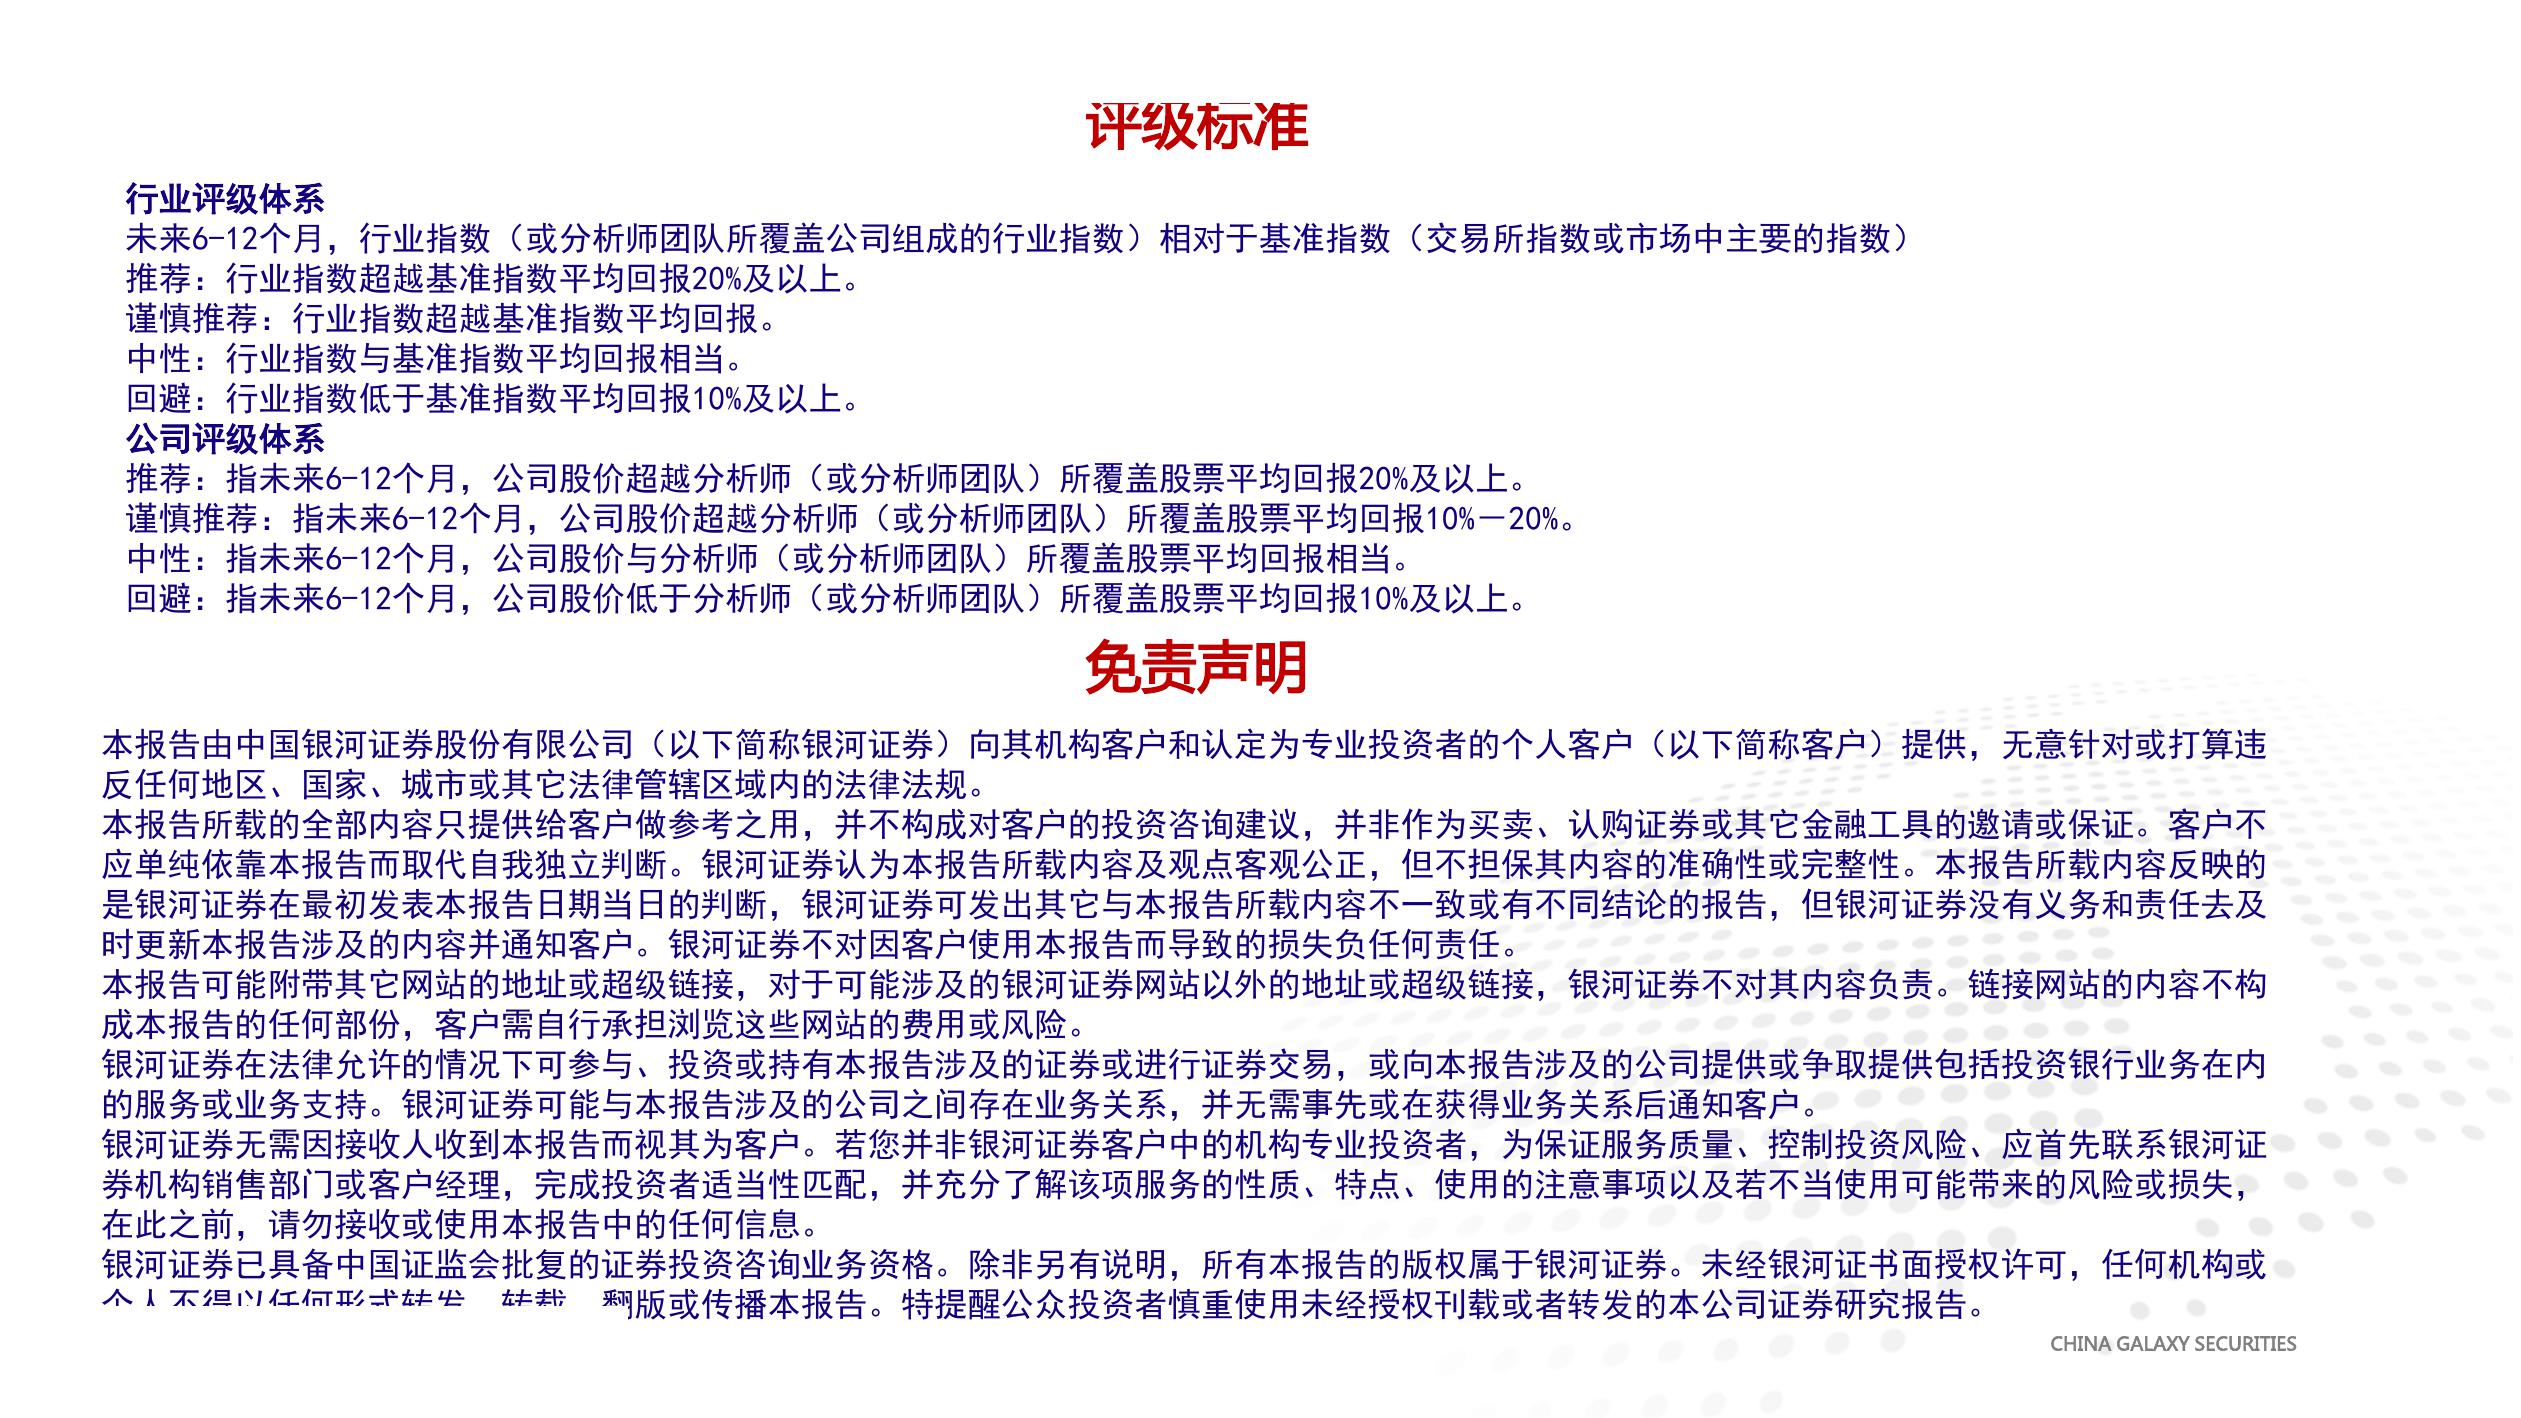 评级标准
行业评级体系
未来6-12个月，行业指数（或分析师团队所覆盖公司组成的行业指数）相对于基准指数（交易所指数或市场中主要的指数）
推荐：行业指数超越基准指数平均回报20%及以上。
谨慎推荐：行业指数超越基准指数平均回报。
中性：行业指数与基准指数平均回报相当。
回避：行业指数低于基准指数平均回报10%及以上。
公司评级体系
推荐：指未来6-12个月，公司股价超越分析师（或分析师团队）所覆盖股票平均回报20%及以上。
谨慎推荐：指未来6-12个月，公司股价超越分析师（或分析师团队）所覆盖股票平均回报10%－20%。
中性：指未来6-12个月，公司股价与分析师（或分析师团队）所覆盖股票平均回报相当。
回避：指未来6-12个月，公司股价低于分析师（或分析师团队）所覆盖股票平均回报10%及以上。
免责声明
本报告由中国银河证券股份有限公司（以下简称银河证券）向其机构客户和认定为专业投资者的个人客户（以下简称客户）提供，无意针对或打算违
反任何地区、国家、城市或其它法律管辖区域内的法律法规。
本报告所载的全部内容只提供给客户做参考之用，并不构成对客户的投资咨询建议，并非作为买卖、认购证券或其它金融工具的邀请或保证。客户不
应单纯依靠本报告而取代自我独立判断。银河证券认为本报告所载内容及观点客观公正，但不担保其内容的准确性或完整性。本报告所载内容反映的
是银河证券在最初发表本报告日期当日的判断，银河证券可发出其它与本报告所载内容不一致或有不同结论的报告，但银河证券没有义务和责任去及
时更新本报告涉及的内容并通知客户。银河证券不对因客户使用本报告而导致的损失负任何责任。
本报告可能附带其它网站的地址或超级链接，对于可能涉及的银河证券网站以外的地址或超级链接，银河证券不对其内容负责。链接网站的内容不构
成本报告的任何部份，客户需自行承担浏览这些网站的费用或风险。
银河证券在法律允许的情况下可参与、投资或持有本报告涉及的证券或进行证券交易，或向本报告涉及的公司提供或争取提供包括投资银行业务在内
的服务或业务支持。银河证券可能与本报告涉及的公司之间存在业务关系，并无需事先或在获得业务关系后通知客户。
银河证券无需因接收人收到本报告而视其为客户。若您并非银河证券客户中的机构专业投资者，为保证服务质量、控制投资风险、应首先联系银河证
券机构销售部门或客户经理，完成投资者适当性匹配，并充分了解该项服务的性质、特点、使用的注意事项以及若不当使用可能带来的风险或损失，
在此之前，请勿接收或使用本报告中的任何信息。
银河证券已具备中国证监会批复的证券投资咨询业务资格。除非另有说明，所有本报告的版权属于银河证券。未经银河证书面授权许可，任何机构或
个人不得以任何形式转发、转载、翻版或传播本报告。特提醒公众投资者慎重使用未经授权刊载或者转发的本公司证券研究报告。
CHINA GALAXY SECURITIES